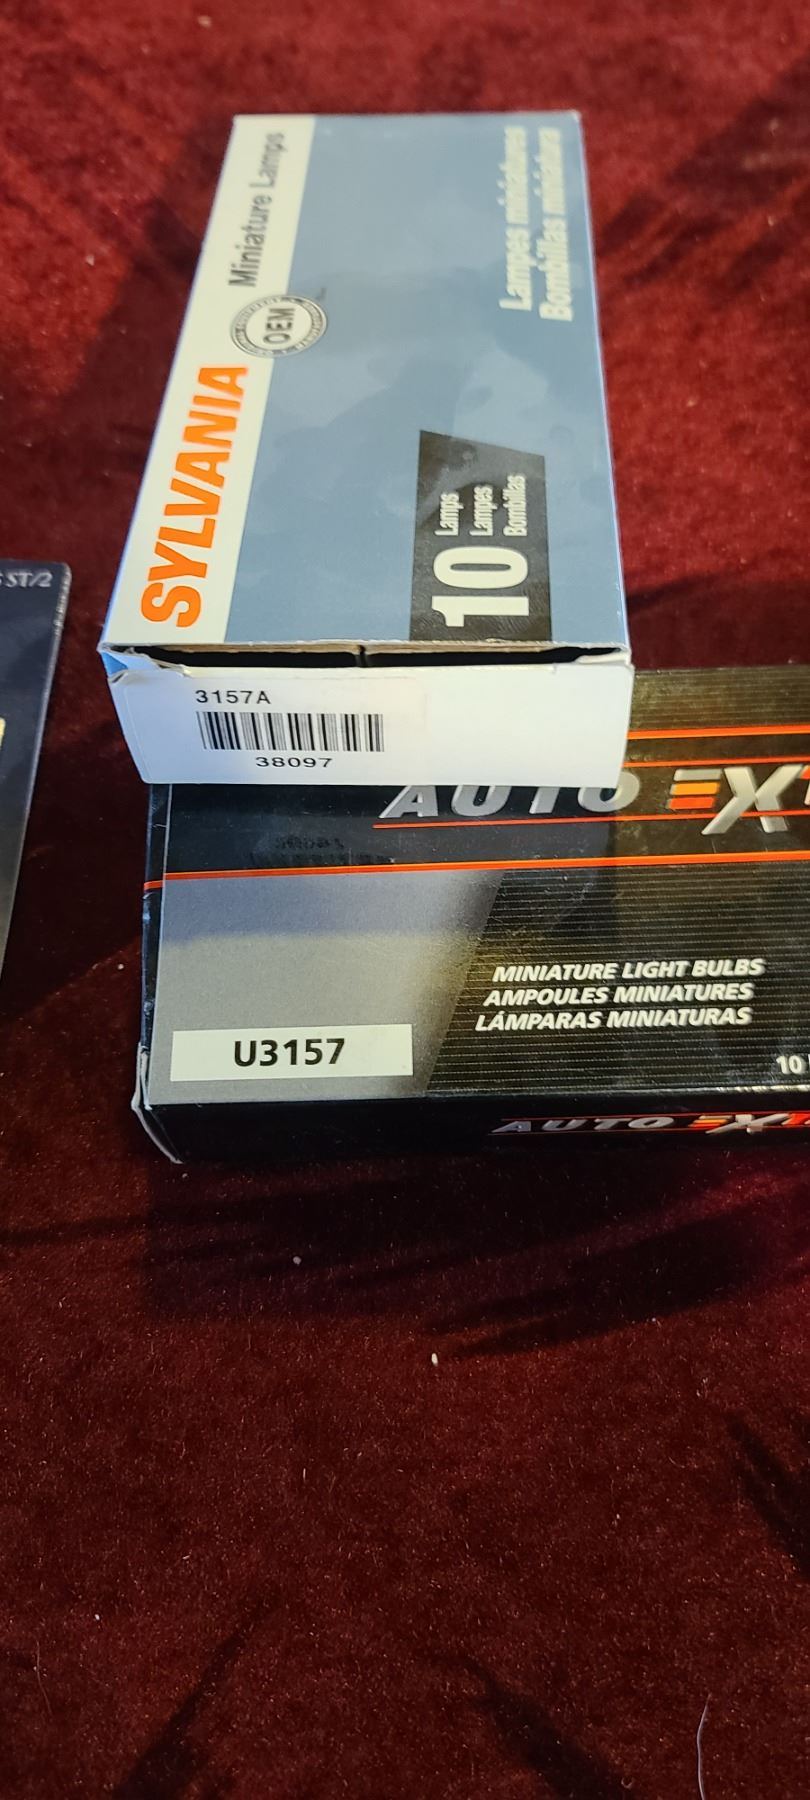 SYLVANIA
OEM
Miniature Lamps
Lampes miniatures
Bombillas miniatura
10
Lamps
Lampes
Bombillas
3157A
38097
ST/2
AUTO
MINIATURE LIGHT BULBS
AMPOULES MINIATURES
LÁMPARAS MINIATURAS
U3157
10
AUTO